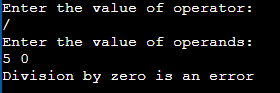 Enter the value of operator:
/
Enter the value of operands:
5 0
Division by zero is an error